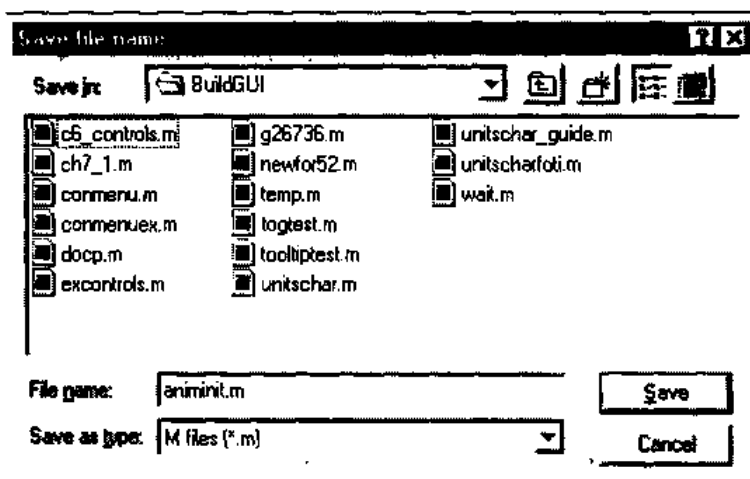 Save file name:
Save in: BuildGUI
c6_controls.m g26736.m unitschar_guide.m
ch7_1.m newfor52.m unitscharfoti.m
conmenu.m temp.m wait.m
conmenuex.m togtest.m
docp.m tooltiptest.m
excontrols.m unitschar.m
File name: animinit.m Save
Save as type: M files (*.m) Cancel